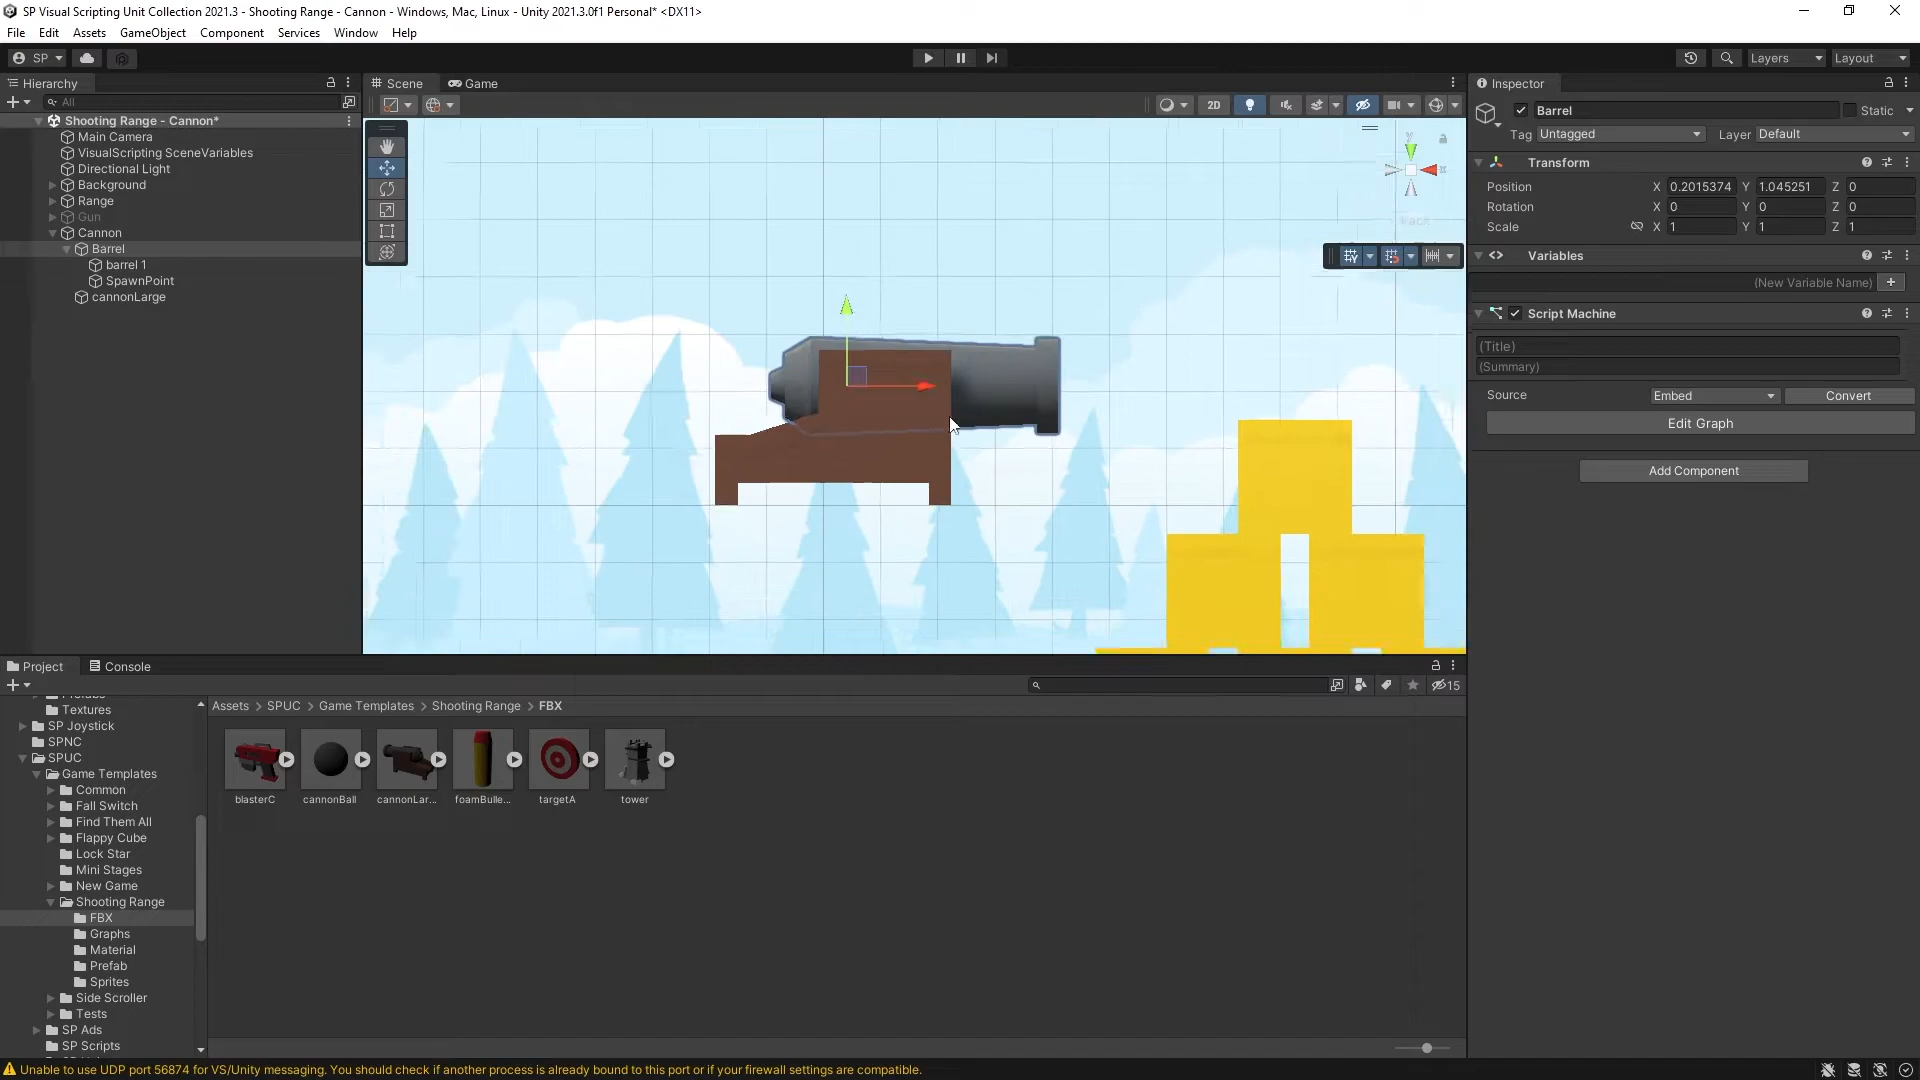 SP Visual Scripting Unit Collection 2021.3 - Shooting Range - Cannon - Windows, Mac, Linux - Unity 2021.3.0f1 Personal* <DX11>
File Edit Assets GameObject Component Services Window Help
SP Layers Layout
Hierarchy Scene Game Inspector
All 2D Barrel Static
Tag Untagged Layer Default
Shooting Range - Cannon*
Main Camera
VisualScripting SceneVariables
Directional Light
Background
Range
Gun
Cannon
Barrel
barrel 1
SpawnPoint
cannonLarge
Transform
Position X 0.2015374 Y 1.045251 Z 0
Rotation X 0 Y 0 Z 0
Scale X 1 Y 1 Z 1
Variables
(New Variable Name)
Script Machine
(Title)
(Summary)
Source Embed Convert
Edit Graph
Add Component
Project Console
15
Textures
SP Joystick
SPNC
SPUC
Game Templates
Common
Fall Switch
Find Them All
Flappy Cube
Lock Star
Mini Stages
New Game
Shooting Range
FBX
Graphs
Material
Prefab
Sprites
Side Scroller
Tests
SP Ads
SP Scripts
Assets > SPUC > Game Templates > Shooting Range > FBX
blasterC cannonBall cannonLar... foamBulle... targetA tower
Unable to use UDP port 56874 for VS/Unity messaging. You should check if another process is already bound to this port or if your firewall settings are compatible.